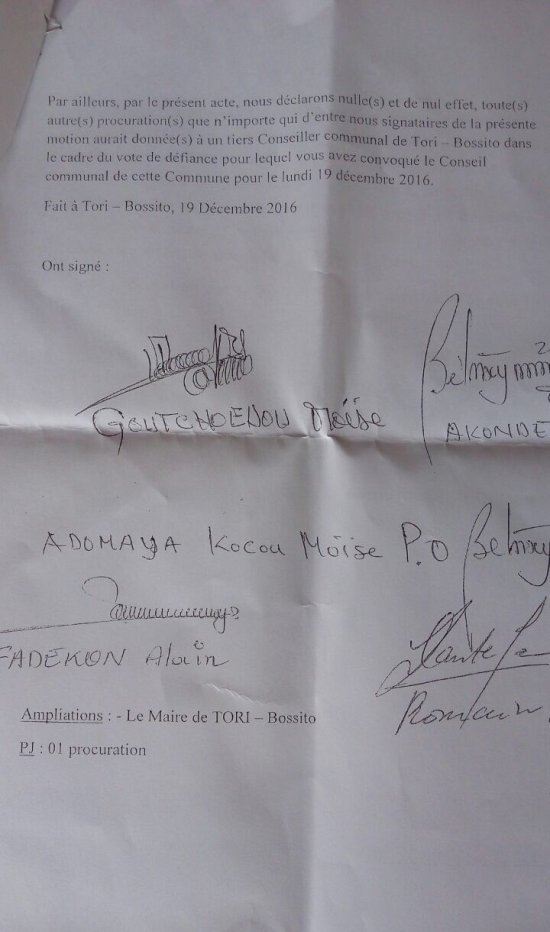 Par ailleurs, par le présent acte, nous déclarons nulle(s) et de nul effet, toute(s)
autre(s) procuration(s) que n'importe qui d'entre nous signataires de la présente
motion aurait donnée(s) à un tiers Conseiller communal de Tori – Bossito dans
le cadre du vote de défiance pour lequel vous avez convoqué le Conseil
communal de cette Commune pour le lundi 19 décembre 2016.
Fait à Tori – Bossito, 19 Décembre 2016
Ont signé :
GOUTCHOEDOU Moïse
AKONDE
ADOMAYA Kocou Moïse P.O
FADEKON Alain
Romain
Ampliations : - Le Maire de TORI – Bossito
PJ : 01 procuration